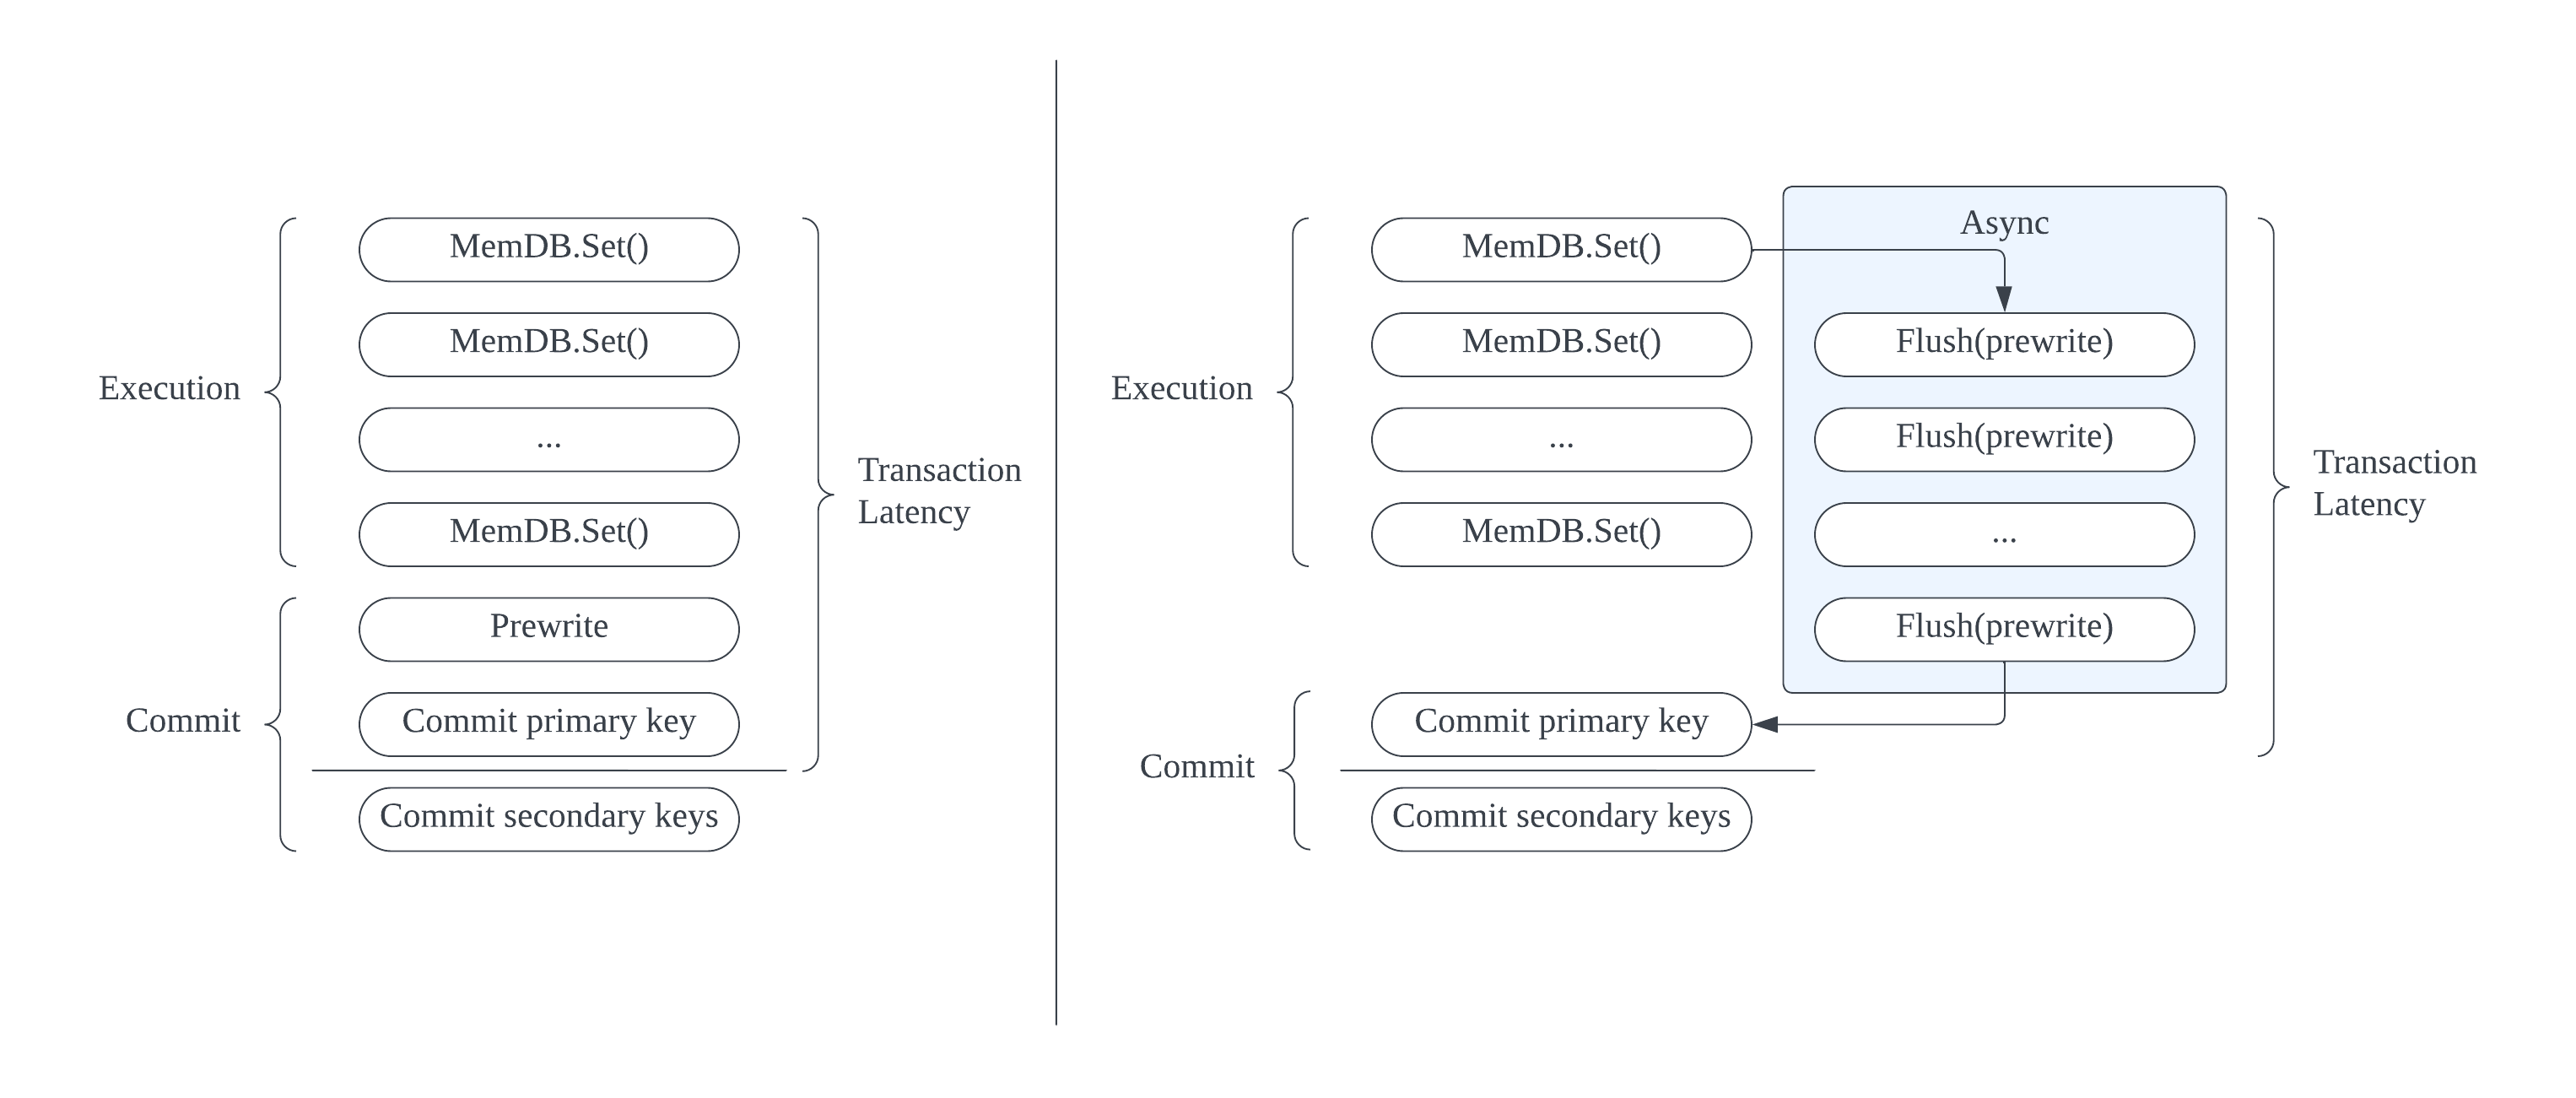 MemDB.Set()
MemDB.Set()
...
MemDB.Set()
Execution
Prewrite
Commit primary key
Commit secondary keys
Commit
Transaction
Latency
MemDB.Set()
MemDB.Set()
...
MemDB.Set()
Execution
Async
Flush(prewrite)
Flush(prewrite)
...
Flush(prewrite)
Commit primary key
Commit secondary keys
Commit
Transaction
Latency